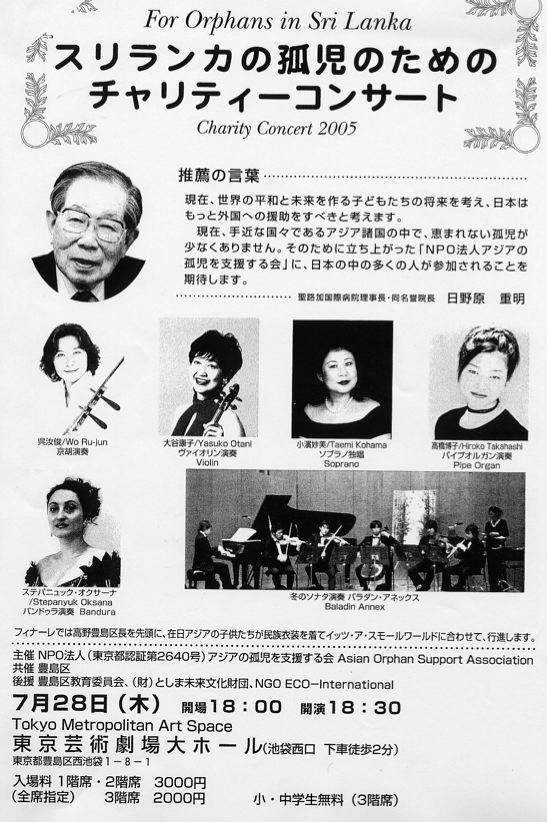 For Orphans in Sri Lanka
スリランカの孤児のための
チャリティーコンサート
Charity Concert 2005
推薦の言葉
現在、世界の平和と未来を作る子どもたちの将来を考え、日本は
もっと外国への援助をすべきと考えます。
現在、手近な国々であるアジア諸国の中で、恵まれない孤児が
少なくありません。そのために立ち上がった「NPO法人アジアの
孤児を支援する会」に、日本の中の多くの人が参加されることを
期待します。
聖路加国際病院理事長・同名誉院長 日野原 重明
呉汝俊/Wo Ru-jun
京胡演奏
大谷康子/Yasuko Otani
ヴァイオリン演奏
Violin
小濱妙美/Taemi Kohama
ソプラノ独唱
Soprano
高橋博子/Hiroko Takahashi
パイプオルガン演奏
Pipe Organ
ステパニュック・オクサーナ
/Stepanyuk Oksana
バンドゥラ演奏 Bandura
冬のソナタ演奏 バラダン・アネックス
Baladin Annex
フィナーレでは高野豊島区長を先頭に、在日アジアの子供たちが民族衣装を着てイッツ・ア・スモールワールドに合わせて、行進します。
主催 NPO法人(東京都認証第2640号)アジアの孤児を支援する会 Asian Orphan Support Association
共催 豊島区
後援 豊島区教育委員会、(財)としま未来文化財団、NGO ECO-International
7月28日(木) 開場18:00 開演18:30
Tokyo Metropolitan Art Space
東京芸術劇場大ホール(池袋西口 下車徒歩2分)
東京都豊島区西池袋1-8-1
入場料 1階席・2階席 3000円
(全席指定) 3階席 2000円 小・中学生無料(3階席)